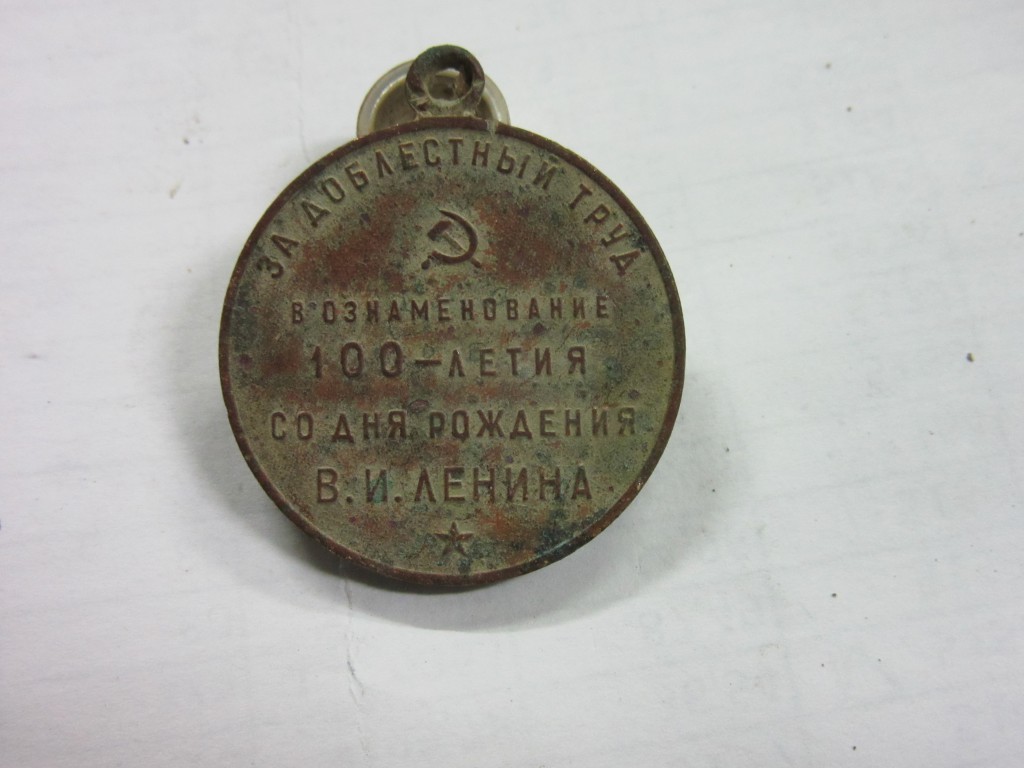 ЗА ДОБЛЕСТНЫЙ ТРУД
В ОЗНАМЕНОВАНИЕ
100-ЛЕТИЯ
СО ДНЯ РОЖДЕНИЯ
В.И.ЛЕНИНА